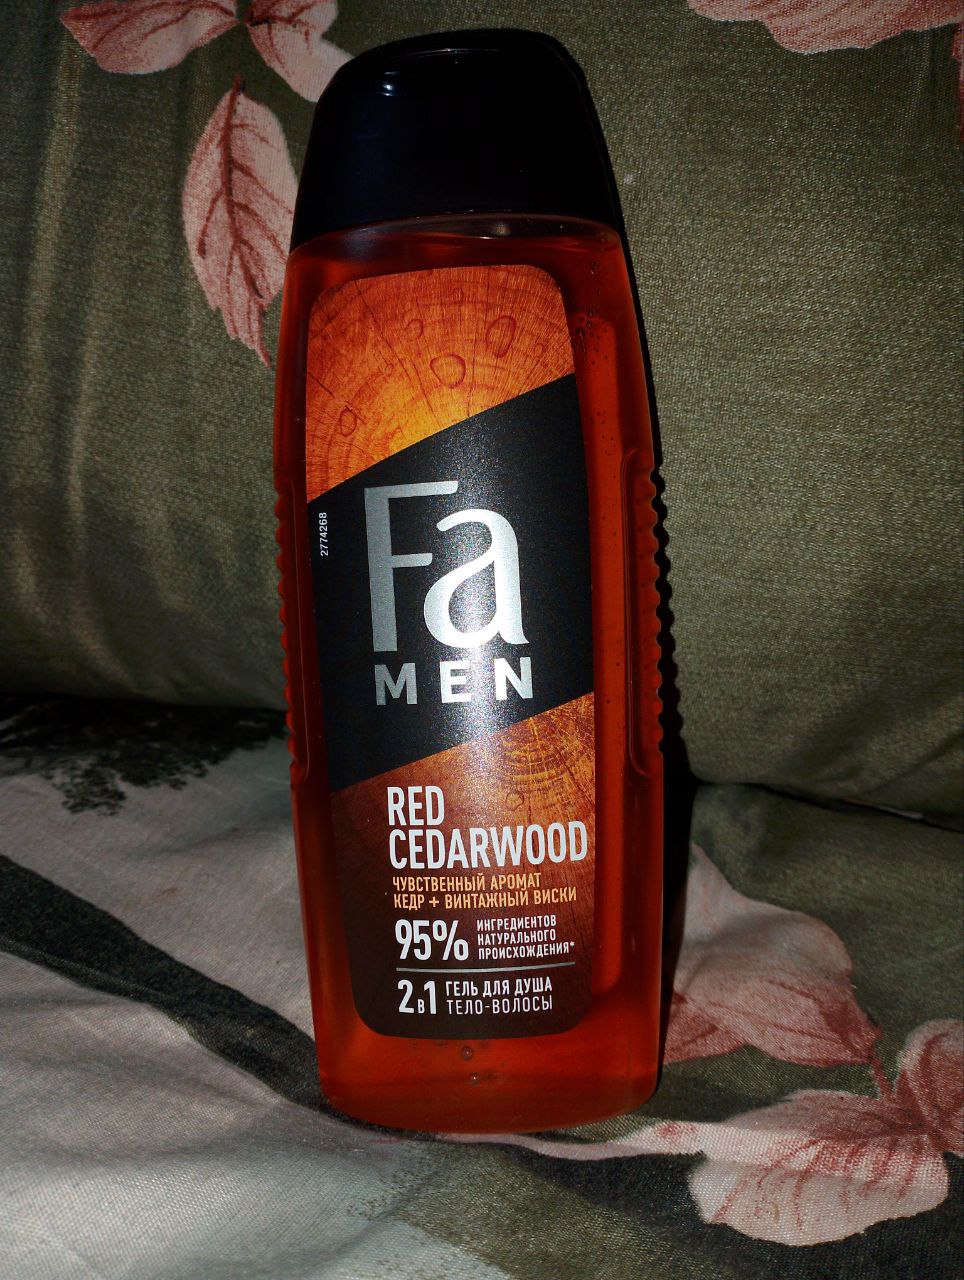 2774268
Fa
MEN
RED
CEDARWOOD
ЧУВСТВЕННЫЙ АРОМАТ
КЕДР + ВИНТАЖНЫЙ ВИСКИ
95% ИНГРЕДИЕНТОВ
НАТУРАЛЬНОГО
ПРОИСХОЖДЕНИЯ*
2в1 ГЕЛЬ ДЛЯ ДУША
ТЕЛО-ВОЛОСЫ